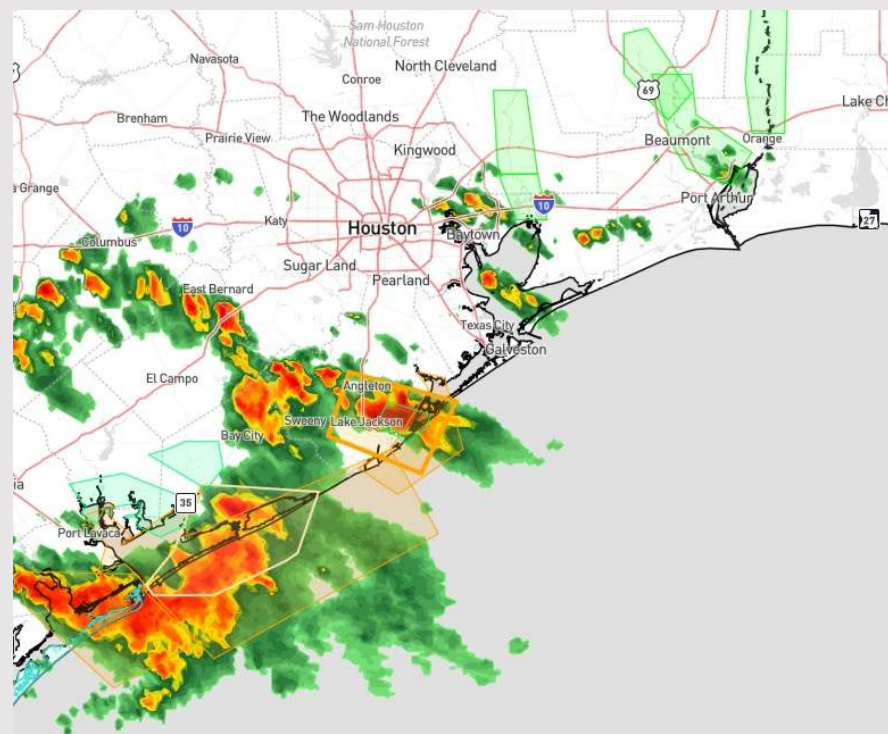 Sam Houston
National Forest
Navasota
North Cleveland
Conroe
69
Lake Ch
Brenham
The Woodlands
Prairie View
Beaumont
Orange
Kingwood
a Grange
Port Arthur
10
10
27
Katy
Houston
Baytown
Columbus
Sugar Land
Pearland
East Bernard
Texas City
Galveston
El Campo
Angleton
Sweeny
Lake Jackson
Bay City
ia
35
Port Lavaca